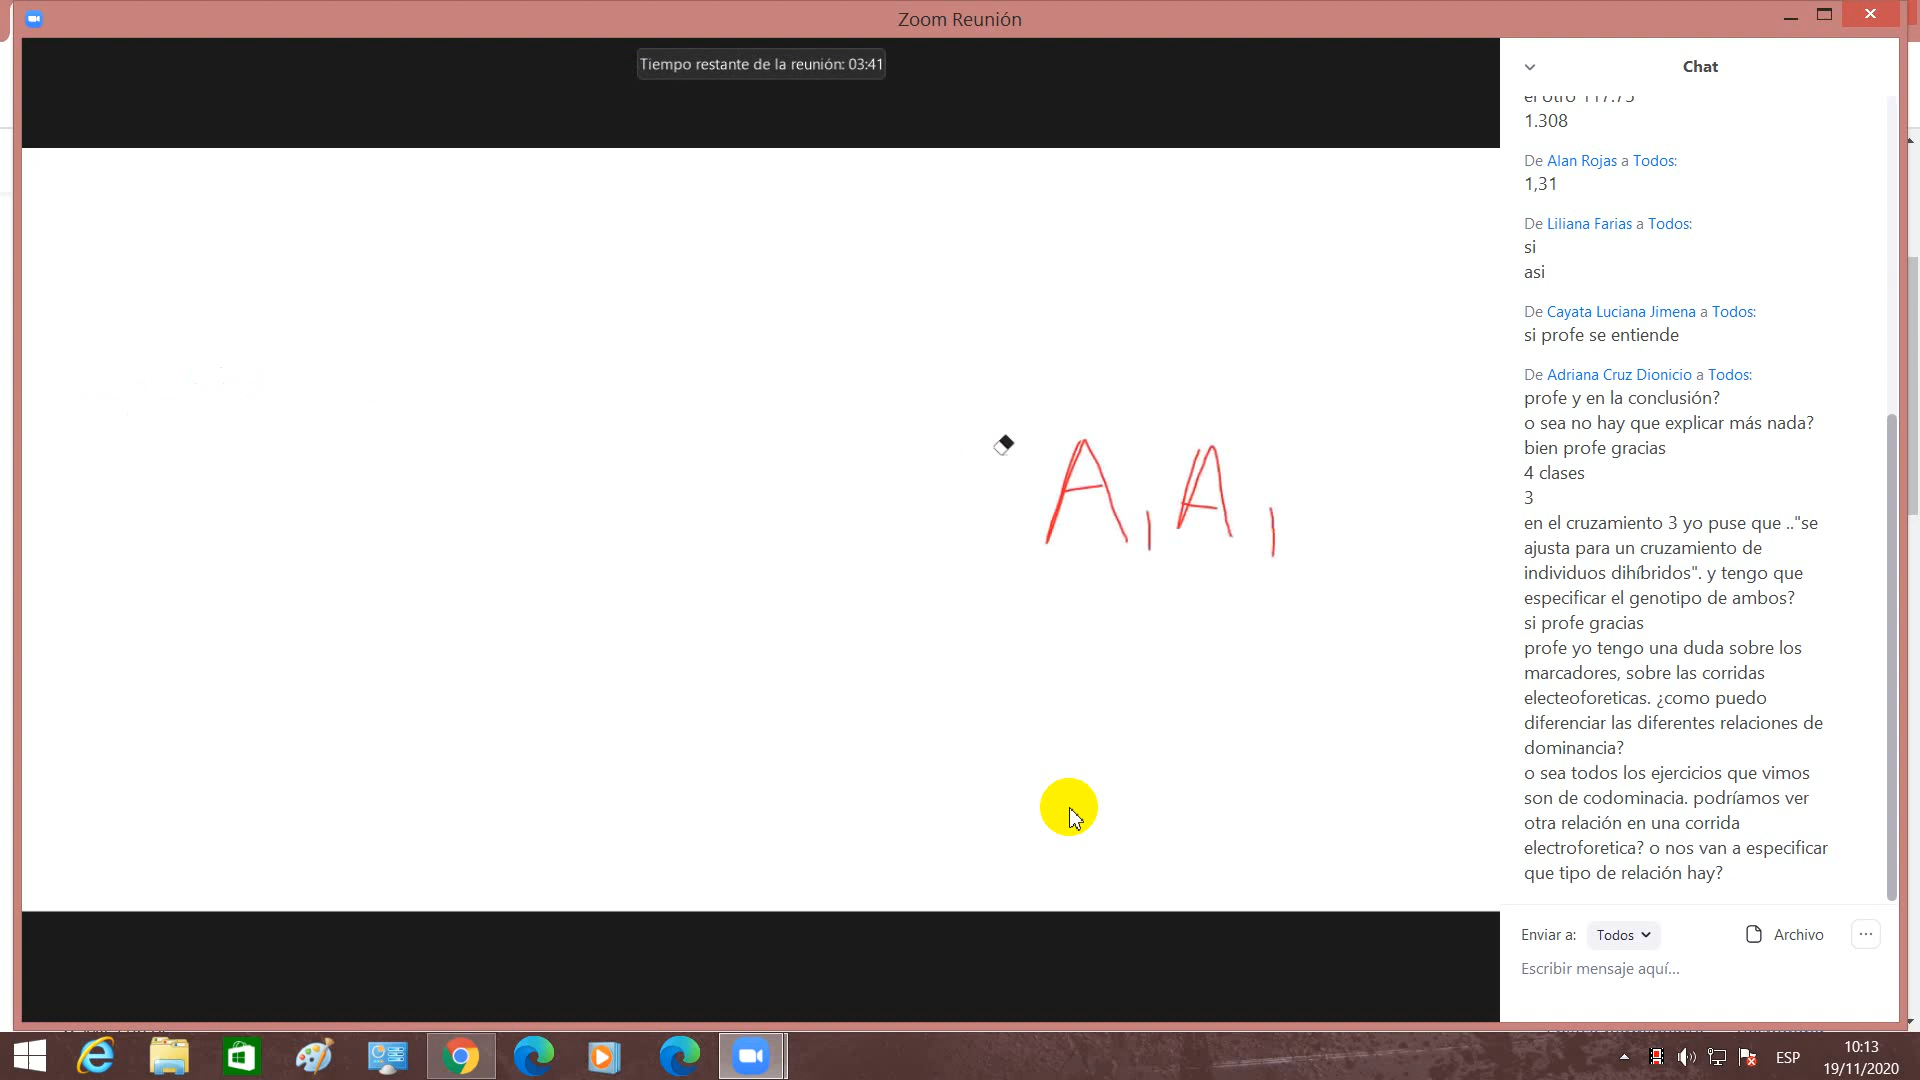 Zoom Reunión
Tiempo restante de la reunión: 03:41
Chat
el otro 117.75
1.308
De Alan Rojas a Todos:
1,31
De Liliana Farias a Todos:
si
asi
De Cayata Luciana Jimena a Todos:
si profe se entiende
De Adriana Cruz Dionicio a Todos:
profe y en la conclusión?
o sea no hay que explicar más nada?
bien profe gracias
4 clases
3
en el cruzamiento 3 yo puse que .."se
ajusta para un cruzamiento de
individuos dihíbridos". y tengo que
especificar el genotipo de ambos?
si profe gracias
profe yo tengo una duda sobre los
marcadores, sobre las corridas
electeoforeticas. ¿como puedo
diferenciar las diferentes relaciones de
dominancia?
o sea todos los ejercicios que vimos
son de codominacia. podríamos ver
otra relación en una corrida
electroforetica? o nos van a especificar
que tipo de relación hay?
A1A1
Enviar a: Todos Archivo
Escribir mensaje aquí...
ESP
10:13
19/11/2020